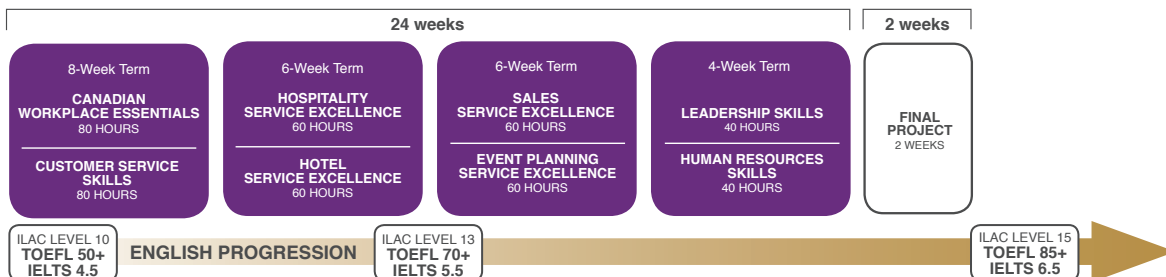 24 weeks
2 weeks
8-Week Term
CANADIAN
WORKPLACE ESSENTIALS
80 HOURS
CUSTOMER SERVICE
SKILLS
80 HOURS
6-Week Term
HOSPITALITY
SERVICE EXCELLENCE
60 HOURS
HOTEL
SERVICE EXCELLENCE
60 HOURS
6-Week Term
SALES
SERVICE EXCELLENCE
60 HOURS
EVENT PLANNING
SERVICE EXCELLENCE
60 HOURS
4-Week Term
LEADERSHIP SKILLS
40 HOURS
HUMAN RESOURCES
SKILLS
40 HOURS
FINAL
PROJECT
2 WEEKS
ILAC LEVEL 10
TOEFL 50+
IELTS 4.5
ENGLISH PROGRESSION
ILAC LEVEL 13
TOEFL 70+
IELTS 5.5
ILAC LEVEL 15
TOEFL 85+
IELTS 6.5